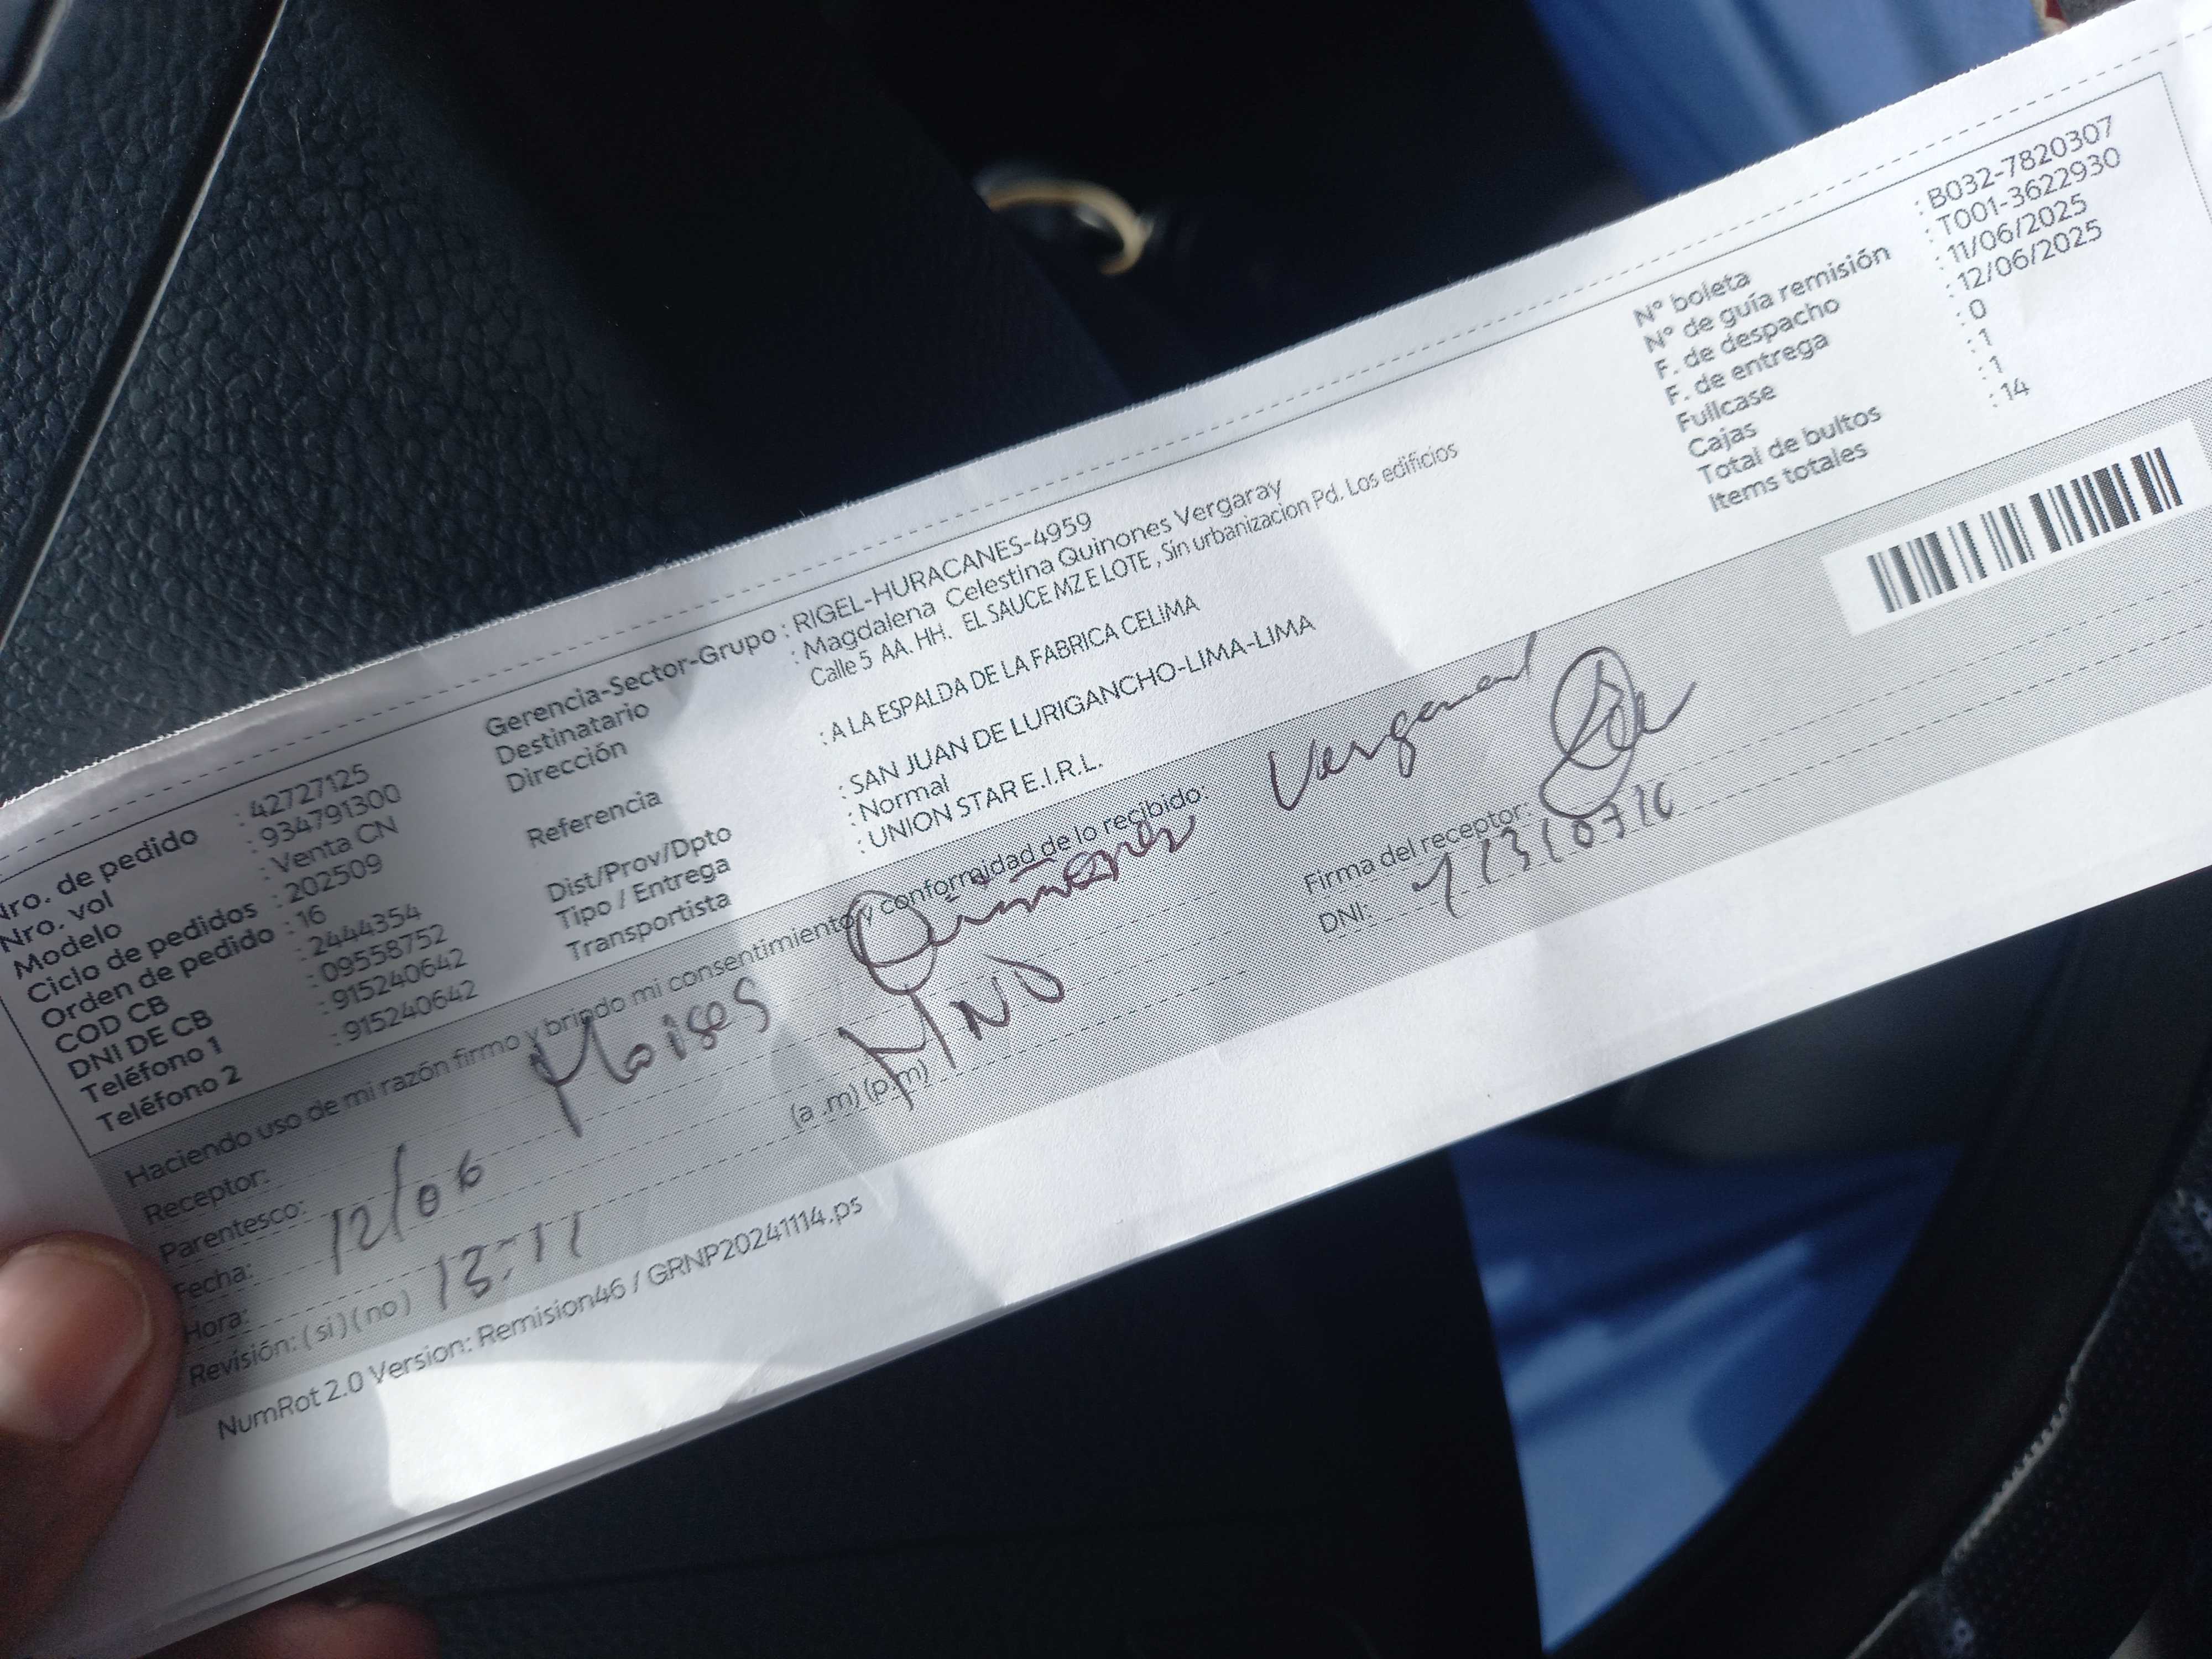 Nro. de pedido : 42727125
Nro. vol : 934791300
Modelo : Venta CN
Ciclo de pedidos : 202509
Orden de pedido : 16
COD CB : 2444354
DNI DE CB : 09558752
Teléfono 1 : 915240642
Teléfono 2 : 915240642
Gerencia-Sector-Grupo : RIGEL-HURACANES-4959
Destinatario : Magdalena Celestina Quinones Vergaray
Dirección Calle 5 AA. HH. EL SAUCE MZ E LOTE , Sin urbanizacion Pd. Los edificios
Referencia : A LA ESPALDA DE LA FABRICA CELIMA
Dist/Prov/Dpto : SAN JUAN DE LURIGANCHO-LIMA-LIMA
Tipo / Entrega : Normal
Transportista : UNION STAR E.I.R.L.
N° boleta : B032-7820307
N° de guía remisión : T001-3622930
F. de despacho : 11/06/2025
F. de entrega : 12/06/2025
Fullcase : 0
Cajas : 1
Total de bultos : 1
Items totales : 14
Haciendo uso de mi razón firmo y brindo mi consentimiento y conformidad de lo recibido:
Receptor: Moises Quiñones
Parentesco: HNO
Fecha: 12/06
Hora: 13:11 (a .m) (p.m)
Revisión: (si) (no)
Firma del receptor:
DNI:
NumRot 2.0 Version: Remision46 / GRNP20241114.ps